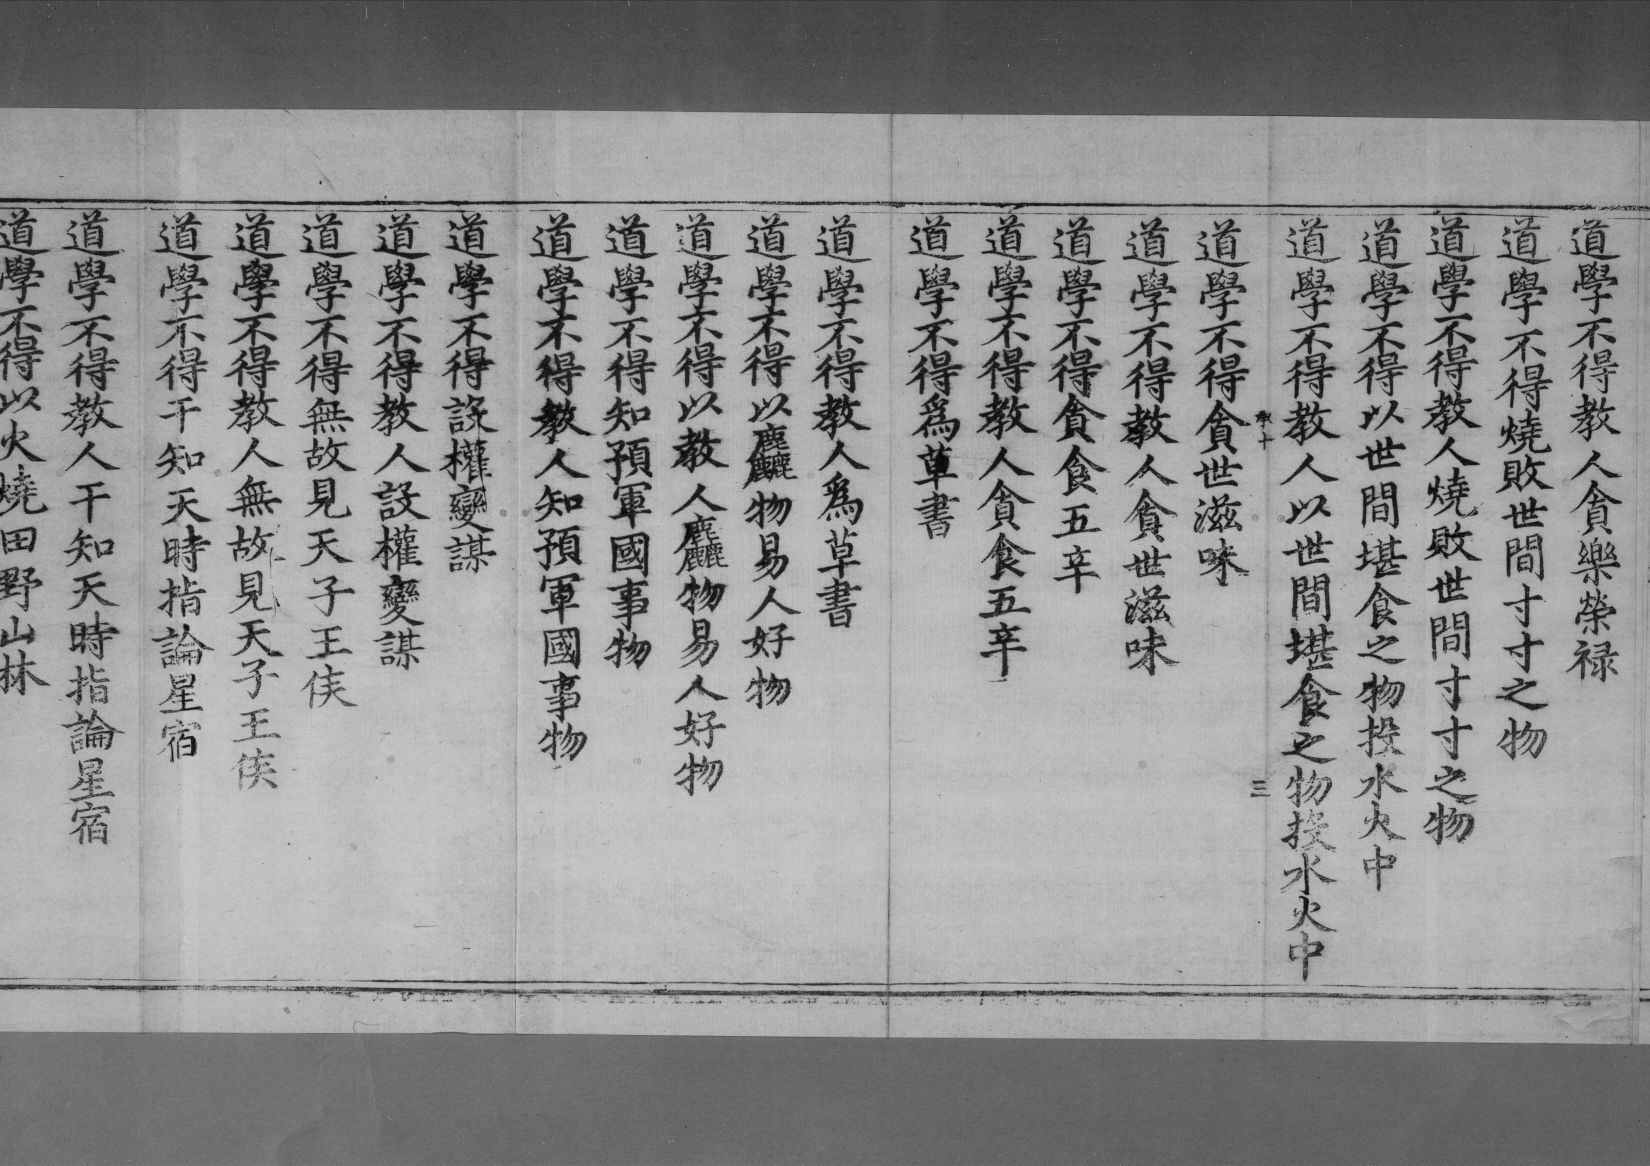 道學不得教人貪樂榮禄
道學不得燒敗世間寸寸之物
道學不得教人燒敗世間寸寸之物
道學不得以世間堪食之物投水火中
道學不得教人以世間堪食之物投水火中
三
道學不得貪世滋味
道學不得教人貪世滋味
道學不得貪食五辛
道學不得教人貪食五辛
道學不得爲草書
道學不得教人爲草書
道學不得以麤物易人好物
道學不得以教人麤物易人好物
道學不得知預軍國事物
道學不得教人知預軍國事物
道學不得設權變謀
道學不得教人設權變謀
道學不得無故見天子王侯
道學不得教人無故見天子王侯
道學不得干知天時指論星宿
道學不得教人干知天時指論星宿
道學不得以火燒田野山林